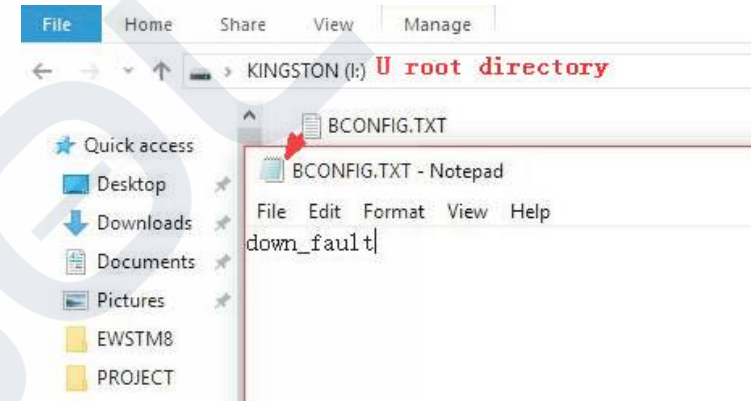 File Home Share View Manage
KINGSTON (I:) U root directory
BCONFIG.TXT
Quick access
BCONFIG.TXT - Notepad
Desktop
File Edit Format View Help
Downloads
down_fault
Documents
Pictures
EWSTM8
PROJECT